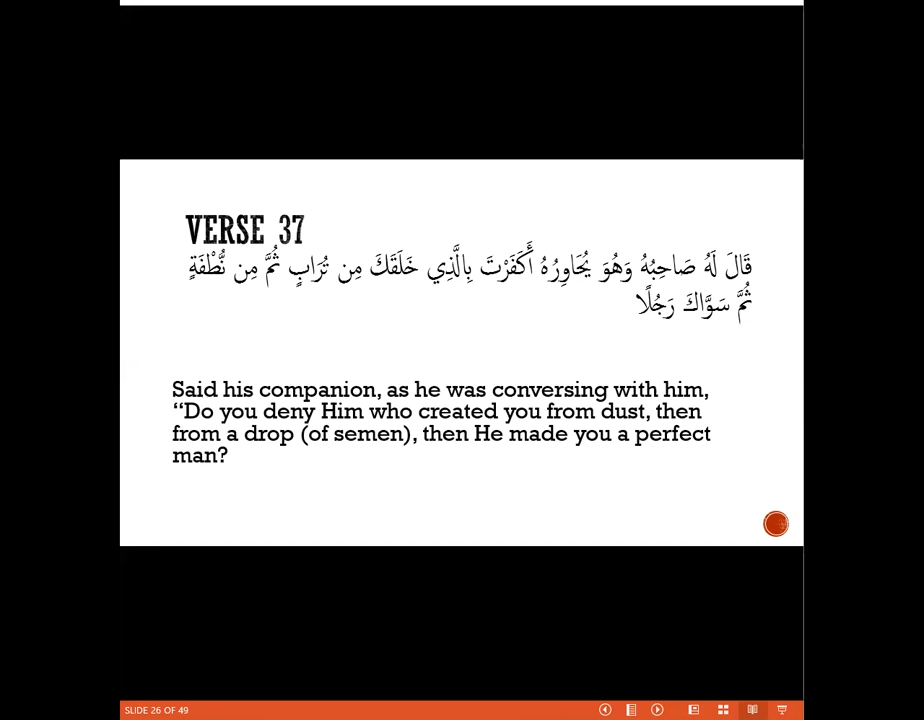 VERSE 37
قَالَ لَهُ صَاحِبُهُ وَهُوَ يُحَاوِرُهُ أَكَفَرْتَ بِالَّذِي خَلَقَكَ مِن تُرَابٍ ثُمَّ مِن نُّطْفَةٍ
ثُمَّ سَوَّاكَ رَجُلًا
Said his companion, as he was conversing with him,
“Do you deny Him who created you from dust, then
from a drop (of semen), then He made you a perfect
man?
SLIDE 26 OF 49